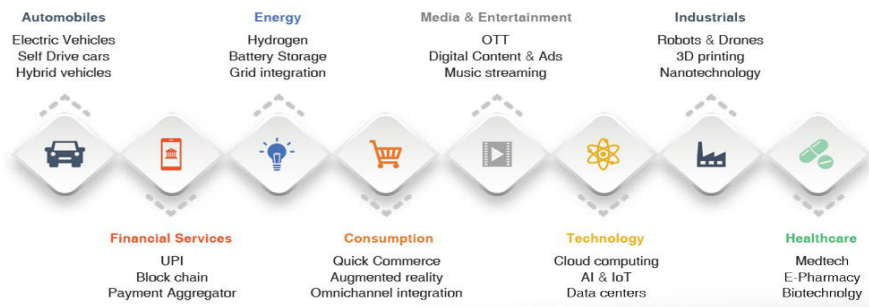 Automobiles
Electric Vehicles
Self Drive cars
Hybrid vehicles
Energy
Hydrogen
Battery Storage
Grid integration
Media & Entertainment
OTT
Digital Content & Ads
Music streaming
Industrials
Robots & Drones
3D printing
Nanotechnology
Financial Services
UPI
Block chain
Payment Aggregator
Consumption
Quick Commerce
Augmented reality
Omnichannel integration
Technology
Cloud computing
AI & IoT
Data centers
Healthcare
Medtech
E-Pharmacy
Biotechnolgy